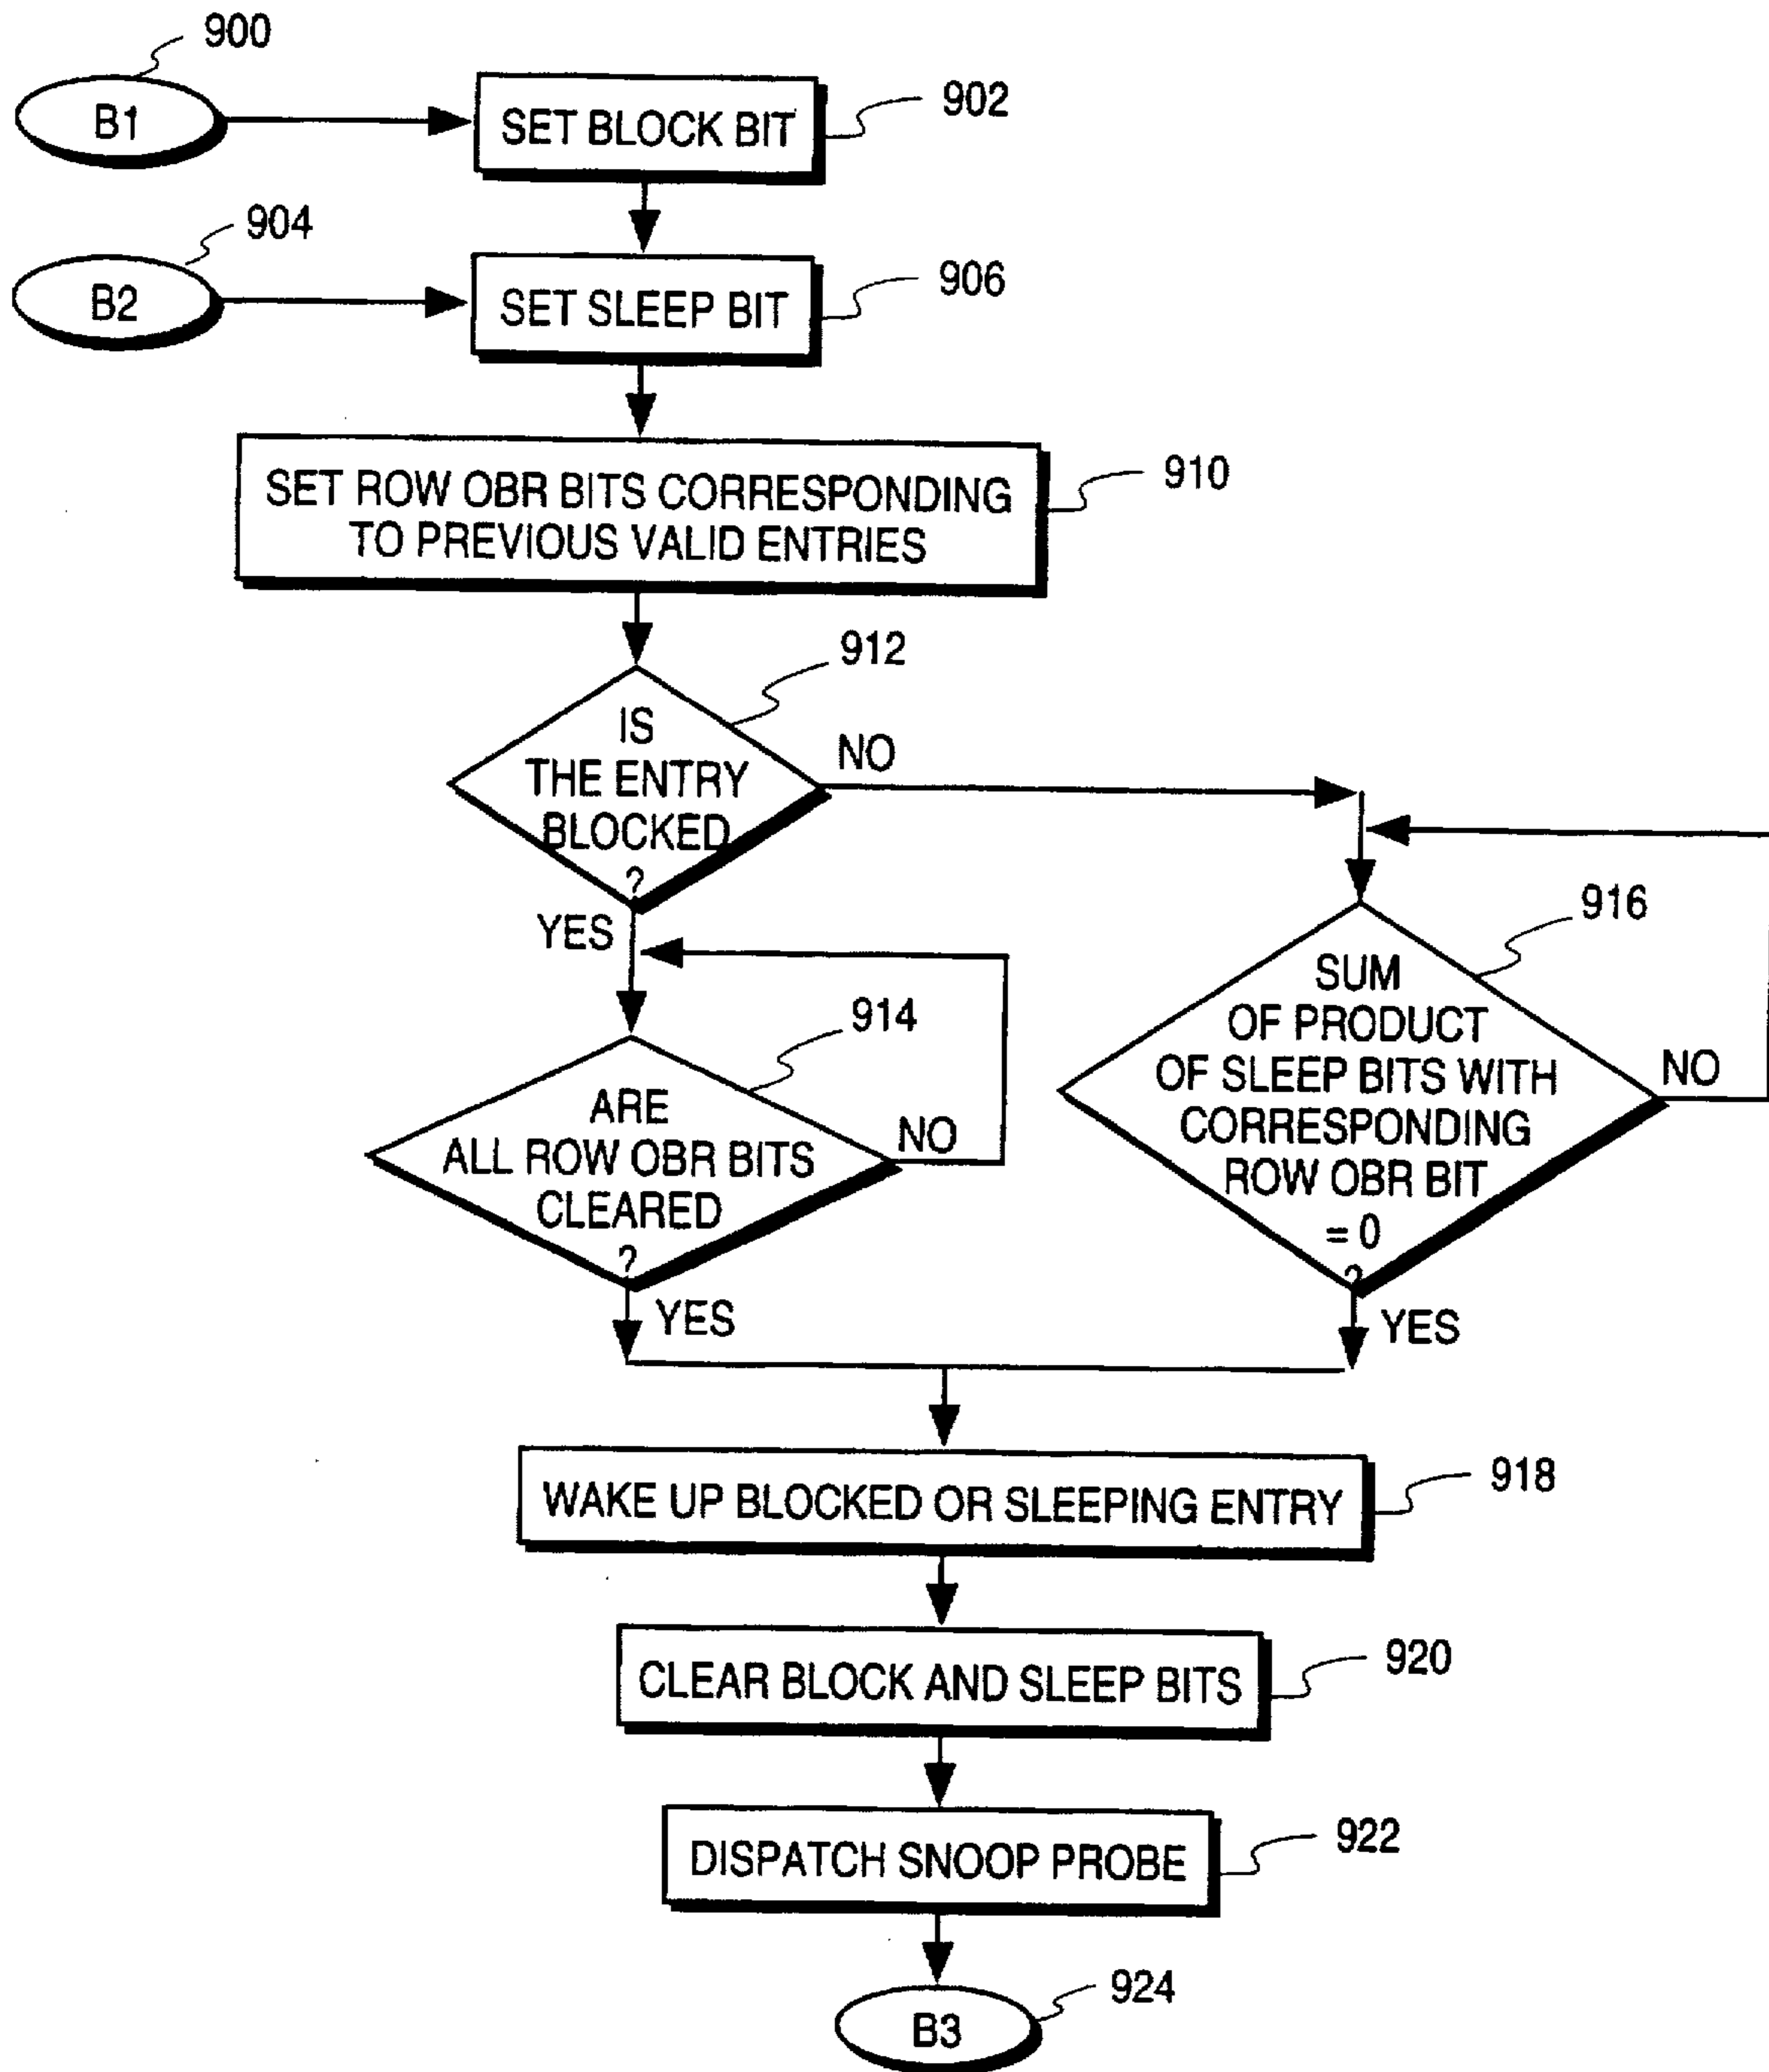 900
B1
SET BLOCK BIT
902
904
B2
SET SLEEP BIT
906
SET ROW OBR BITS CORRESPONDING
TO PREVIOUS VALID ENTRIES
910
912
IS
THE ENTRY
BLOCKED
?
NO
YES
916
SUM
OF PRODUCT
OF SLEEP BITS WITH
CORRESPONDING
ROW OBR BIT
= 0
?
NO
YES
914
ARE
ALL ROW OBR BITS
CLEARED
?
NO
YES
WAKE UP BLOCKED OR SLEEPING ENTRY
918
CLEAR BLOCK AND SLEEP BITS
920
DISPATCH SNOOP PROBE
922
924
B3